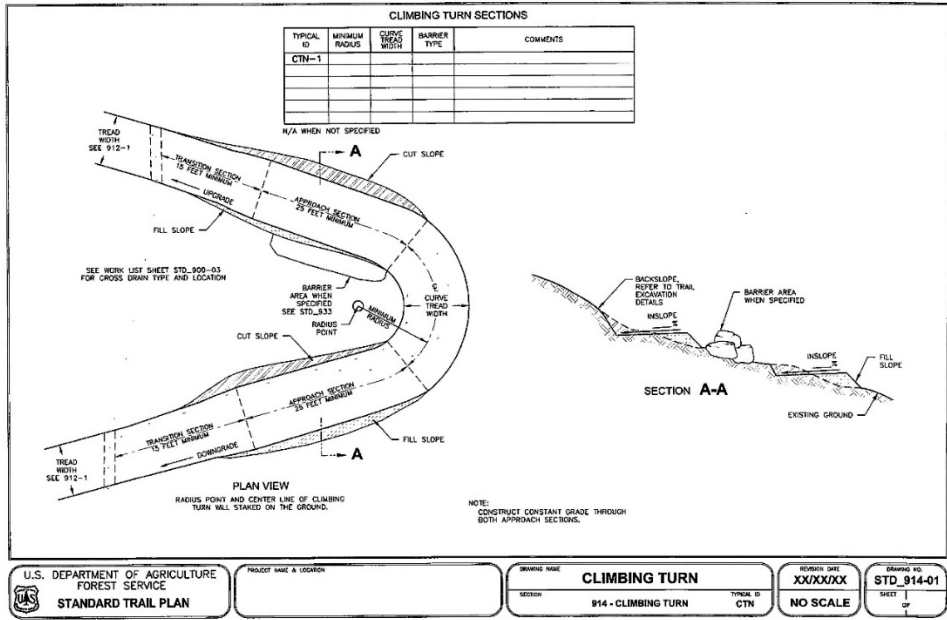 CLIMBING TURN SECTIONS
TYPICAL ID
MINIMUM RADIUS
CURVE TREAD WIDTH
BARRIER TYPE
COMMENTS
CTN-1
N/A WHEN NOT SPECIFIED
TREAD
WIDTH
SEE 912-1
TRANSITION SECTION
15 FEET MINIMUM
A
CUT SLOPE
UPGRADE
APPROACH SECTION
25 FEET MINIMUM
FILL SLOPE
SEE WORK LIST SHEET STD_900-03
FOR CROSS DRAIN TYPE AND LOCATION
BARRIER
AREA WHEN
SPECIFIED
SEE STD_933
RADIUS
POINT
MINIMUM
RADIUS
℄
CURVE
TREAD
WIDTH
CUT SLOPE
APPROACH SECTION
25 FEET MINIMUM
TRANSITION SECTION
15 FEET MINIMUM
DOWNGRADE
FILL SLOPE
A
TREAD
WIDTH
SEE 912-1
PLAN VIEW
RADIUS POINT AND CENTER LINE OF CLIMBING
TURN WILL STAKED ON THE GROUND.
BACKSLOPE,
REFER TO TRAIL
EXCAVATION
DETAILS
BARRIER AREA
WHEN SPECIFIED
INSLOPE
%
INSLOPE
%
FILL
SLOPE
SECTION A-A
EXISTING GROUND
NOTE:
CONSTRUCT CONSTANT GRADE THROUGH
BOTH APPROACH SECTIONS.
U.S. DEPARTMENT OF AGRICULTURE
FOREST SERVICE
STANDARD TRAIL PLAN
PROJECT NAME & LOCATION
DRAWING NAME
CLIMBING TURN
SECTION
914 - CLIMBING TURN
TYPICAL ID
CTN
REVISION DATE
XX/XX/XX
NO SCALE
DRAWING NO.
STD_914-01
SHEET
OF